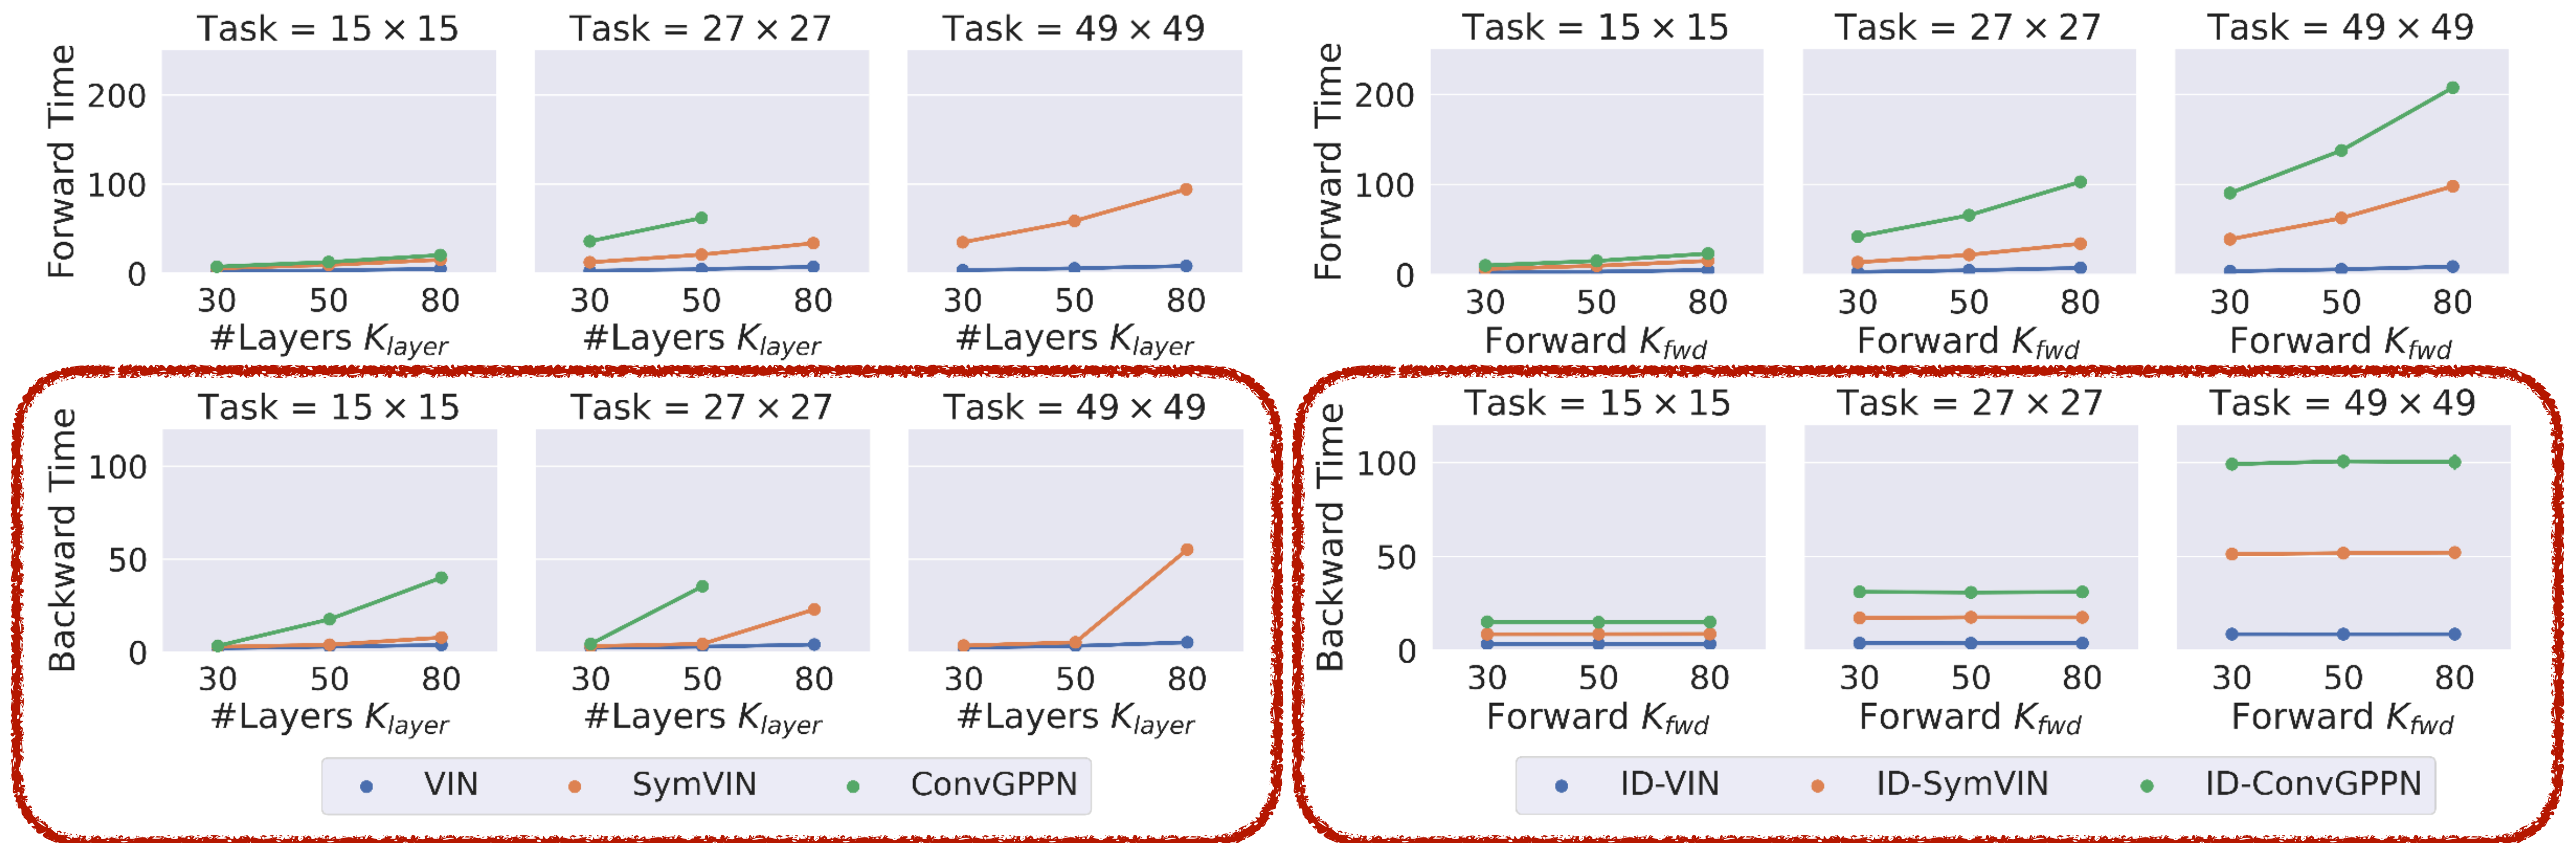 Task = 15 × 15 Task = 27 × 27 Task = 49 × 49
Forward Time
200
100
0
30 50 80 30 50 80 30 50 80
#Layers K_layer #Layers K_layer #Layers K_layer
Task = 15 × 15 Task = 27 × 27 Task = 49 × 49
Forward Time
200
100
0
30 50 80 30 50 80 30 50 80
Forward K_fwd Forward K_fwd Forward K_fwd
Task = 15 × 15 Task = 27 × 27 Task = 49 × 49
Backward Time
100
50
0
30 50 80 30 50 80 30 50 80
#Layers K_layer #Layers K_layer #Layers K_layer
VIN SymVIN ConvGPPN
Task = 15 × 15 Task = 27 × 27 Task = 49 × 49
Backward Time
100
50
0
30 50 80 30 50 80 30 50 80
Forward K_fwd Forward K_fwd Forward K_fwd
ID-VIN ID-SymVIN ID-ConvGPPN